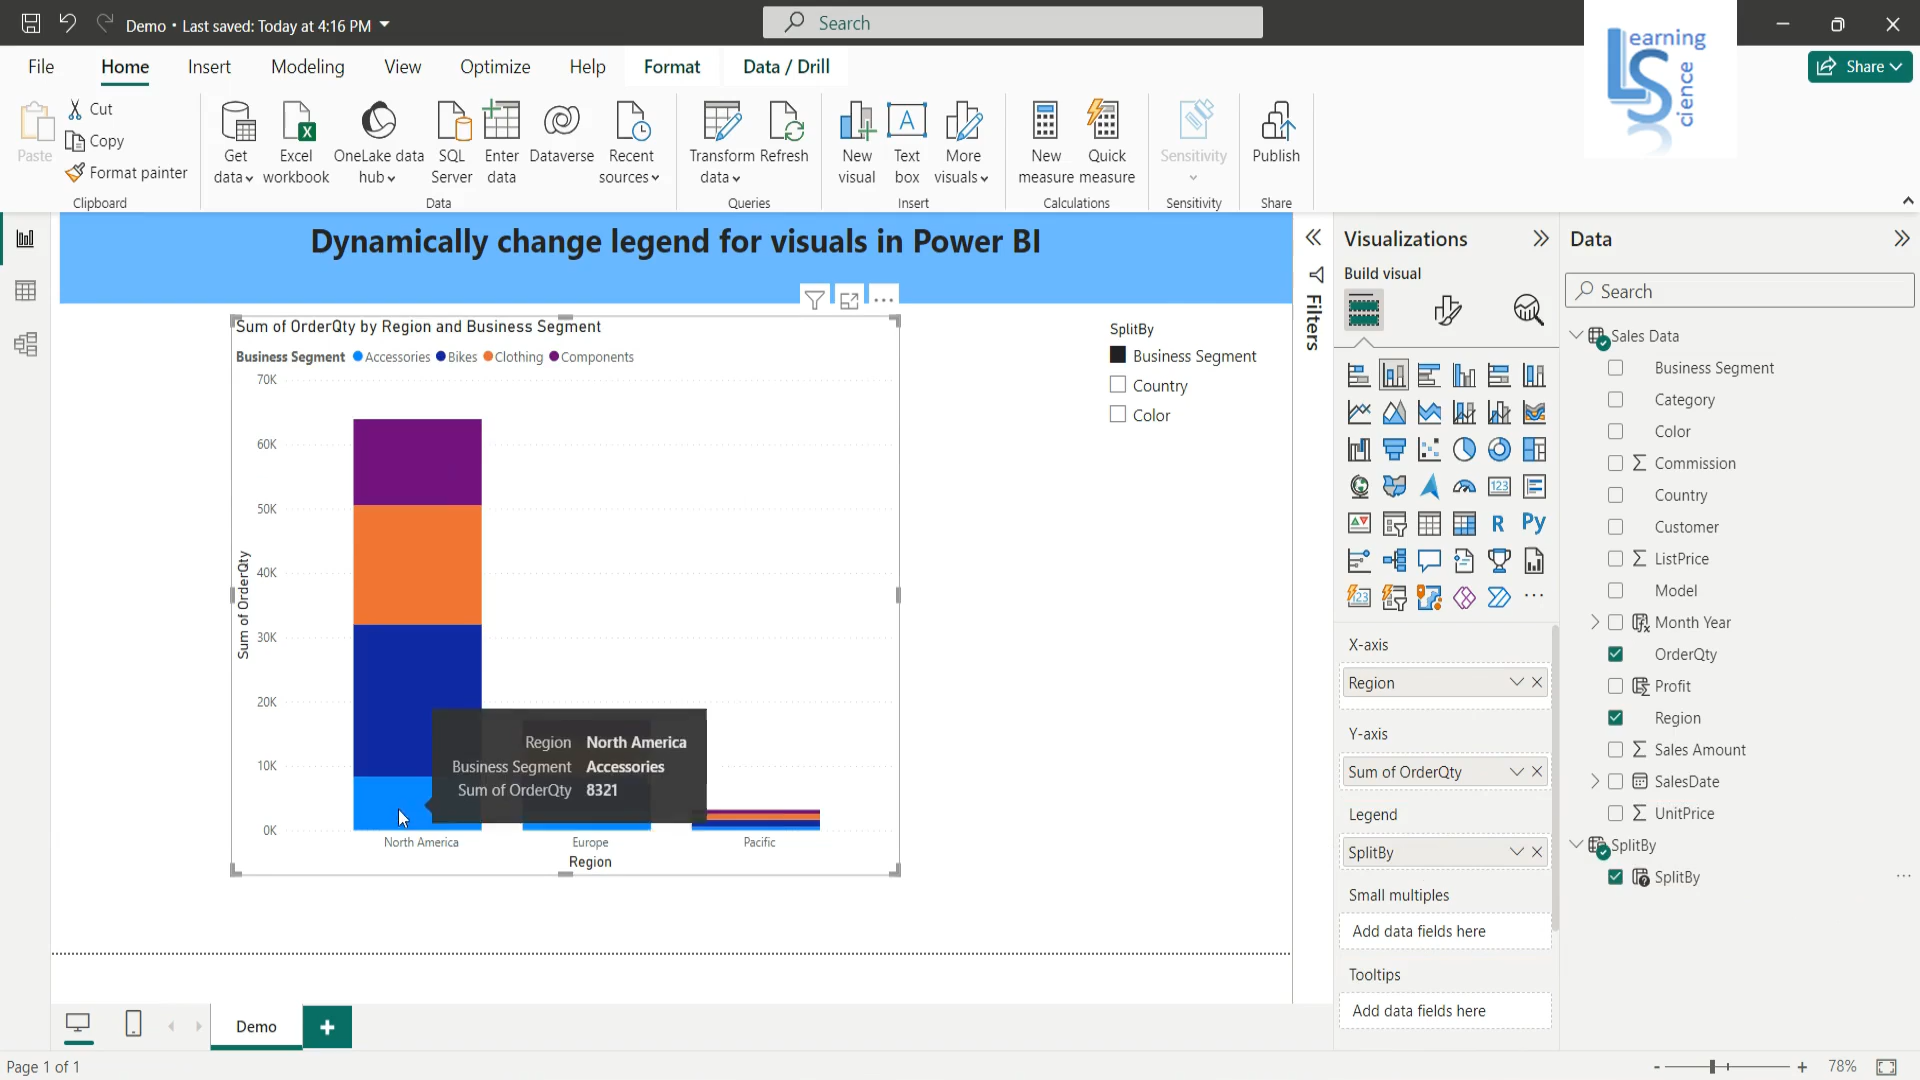 Demo • Last saved: Today at 4:16 PM
Search
Learning
Science
File
Home
Insert
Modeling
View
Optimize
Help
Format
Data / Drill
Share
Paste
Cut
Copy
Format painter
Clipboard
Get data
Excel workbook
OneLake data hub
SQL Server
Enter data
Dataverse
Recent sources
Data
Transform data
Refresh
Queries
New visual
Text box
More visuals
Insert
New measure
Quick measure
Calculations
Sensitivity
Sensitivity
Publish
Share
Dynamically change legend for visuals in Power BI
Sum of OrderQty by Region and Business Segment
Business Segment Accessories Bikes Clothing Components
70K
60K
50K
40K
30K
20K
10K
0K
Sum of OrderQty
Region North America
Business Segment Accessories
Sum of OrderQty 8321
North America
Europe
Pacific
Region
SplitBy
Business Segment
Country
Color
Filters
Visualizations
Build visual
123
R
Py
123
X-axis
Region
Y-axis
Sum of OrderQty
Legend
SplitBy
Small multiples
Add data fields here
Tooltips
Add data fields here
Data
Search
Sales Data
Business Segment
Category
Color
Commission
Country
Customer
ListPrice
Model
Month Year
OrderQty
Profit
Region
Sales Amount
SalesDate
UnitPrice
SplitBy
SplitBy
Demo
Page 1 of 1
78%